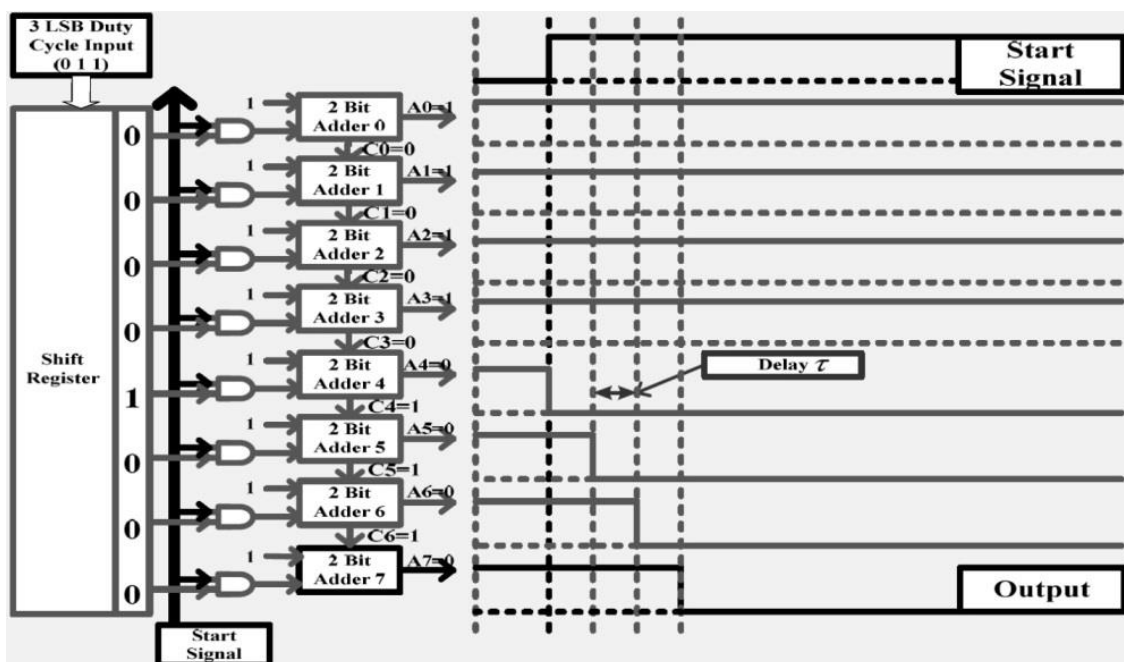 3 LSB Duty
Cycle Input
(0 1 1)
Start
Signal
Shift
Register
0
0
0
0
1
0
0
0
1
2 Bit
Adder 0
A0=1
C0=0
1
2 Bit
Adder 1
A1=1
C1=0
1
2 Bit
Adder 2
A2=1
C2=0
1
2 Bit
Adder 3
A3=1
C3=0
1
2 Bit
Adder 4
A4=0
C4=1
1
2 Bit
Adder 5
A5=0
C5=1
1
2 Bit
Adder 6
A6=0
C6=1
1
2 Bit
Adder 7
A7=0
Delay τ
Output
Start
Signal